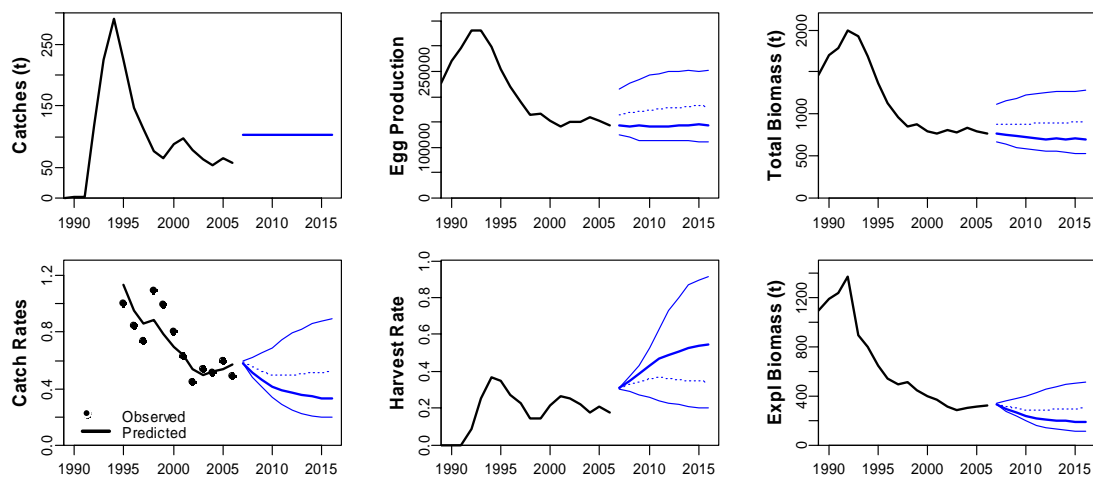 Catches (t)
0 50 150 250
1990 1995 2000 2005 2010 2015
Egg Production
0 100000 250000
1990 1995 2000 2005 2010 2015
Total Biomass (t)
0 500 1000 2000
1990 1995 2000 2005 2010 2015
Catch Rates
0.0 0.4 0.8 1.2
Observed
Predicted
1990 1995 2000 2005 2010 2015
Harvest Rate
0.0 0.2 0.4 0.6 0.8 1.0
1990 1995 2000 2005 2010 2015
Expl Biomass (t)
0 400 800 1200
1990 1995 2000 2005 2010 2015